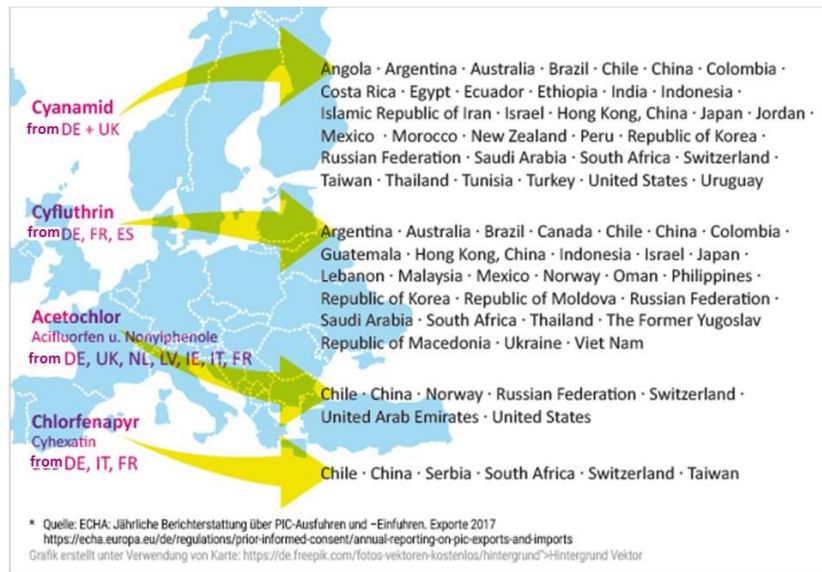 Cyanamid
from DE + UK
Angola · Argentina · Australia · Brazil · Chile · China · Colombia ·
Costa Rica · Egypt · Ecuador · Ethiopia · India · Indonesia ·
Islamic Republic of Iran · Israel · Hong Kong, China · Japan · Jordan ·
Mexico · Morocco · New Zealand · Peru · Republic of Korea ·
Russian Federation · Saudi Arabia · South Africa · Switzerland ·
Taiwan · Thailand · Tunisia · Turkey · United States · Uruguay
Cyfluthrin
from DE, FR, ES
Argentina · Australia · Brazil · Canada · Chile · China · Colombia ·
Guatemala · Hong Kong, China · Indonesia · Israel · Japan ·
Lebanon · Malaysia · Mexico · Norway · Oman · Philippines ·
Republic of Korea · Republic of Moldova · Russian Federation ·
Saudi Arabia · South Africa · Thailand · The Former Yugoslav
Republic of Macedonia · Ukraine · Viet Nam
Acetochlor
Acifluorfen u. Nonylphenole
from DE, UK, NL, LV, IE, IT, FR
Chile · China · Norway · Russian Federation · Switzerland ·
United Arab Emirates · United States
Chlorfenapyr
Cyhexatin
from DE, IT, FR
Chile · China · Serbia · South Africa · Switzerland · Taiwan
* Quelle: ECHA: Jährliche Berichterstattung über PIC-Ausfuhren und –Einfuhren. Exporte 2017
https://echa.europa.eu/de/regulations/prior-informed-consent/annual-reporting-on-pic-exports-and-imports
Grafik erstellt unter Verwendung von Karte: https://de.freepik.com/fotos-vektoren-kostenlos/hintergrund">Hintergrund Vektor